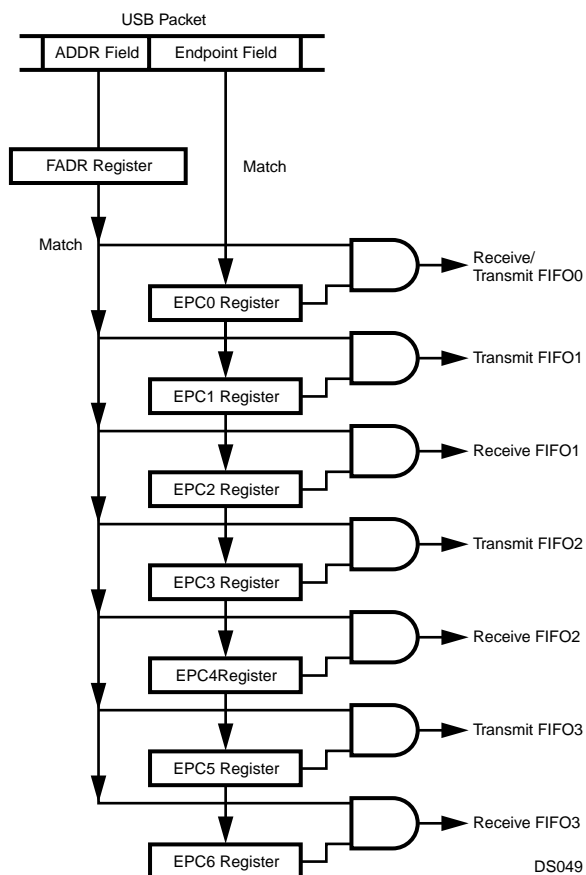 USB Packet
ADDR Field
Endpoint Field
FADR Register
Match
Match
Receive/
Transmit FIFO0
EPC0 Register
Transmit FIFO1
EPC1 Register
Receive FIFO1
EPC2 Register
Transmit FIFO2
EPC3 Register
Receive FIFO2
EPC4Register
Transmit FIFO3
EPC5 Register
Receive FIFO3
EPC6 Register
DS049